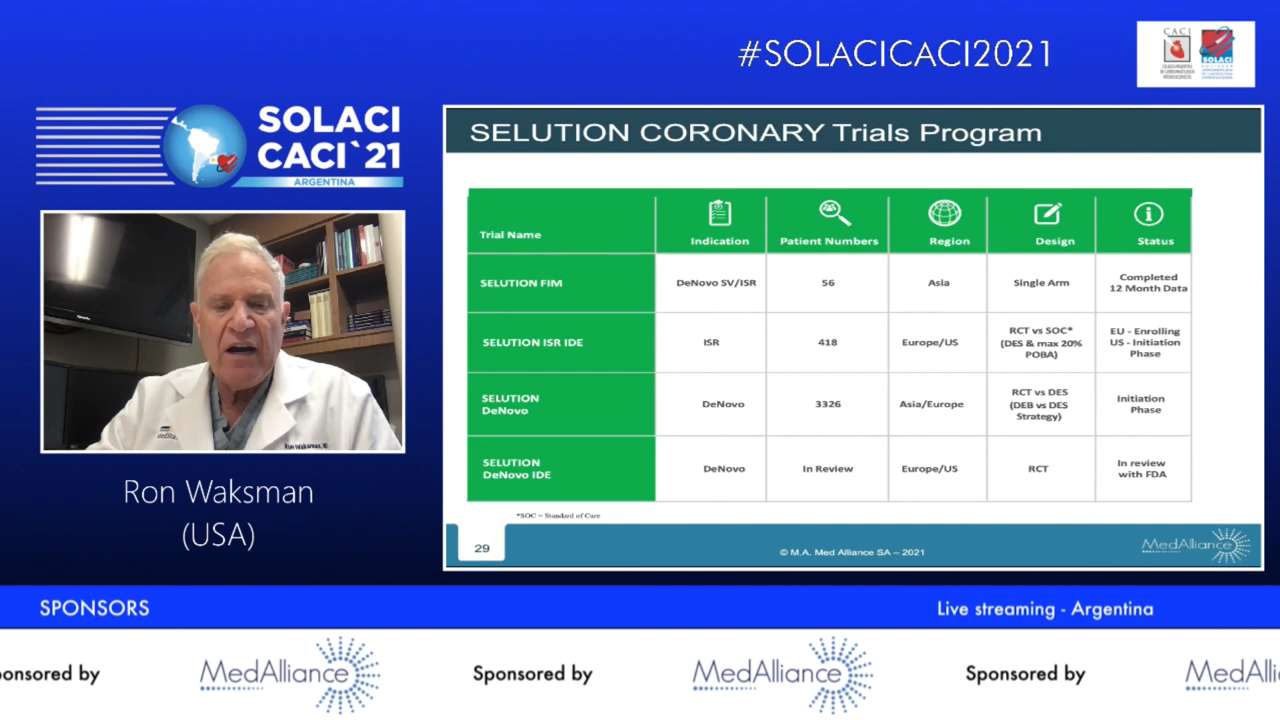 #SOLACICACI2021
CACI
SOLACI
SOLACI
CACI`21
ARGENTINA
Ron Waksman
(USA)
SELUTION CORONARY Trials Program
Trial Name
Indication
Patient Numbers
Region
Design
Status
SELUTION FIM
DeNovo SV/ISR
56
Asia
Single Arm
Completed
12 Month Data
SELUTION ISR IDE
ISR
418
Europe/US
RCT vs SOC*
(DES & max 20%
POBA)
EU - Enrolling
US - Initiation
Phase
SELUTION
DeNovo
DeNovo
3326
Asia/Europe
RCT vs DES
(DEB vs DES
Strategy)
Initiation
Phase
SELUTION
DeNovo IDE
DeNovo
In Review
Europe/US
RCT
In review
with FDA
*SOC = Standard of Care
29
© M.A. Med Alliance SA – 2021
MedAlliance
SPONSORS
Live streaming - Argentina
onsored by
MedAlliance
Sponsored by
MedAlliance
Sponsored by
MedAlli